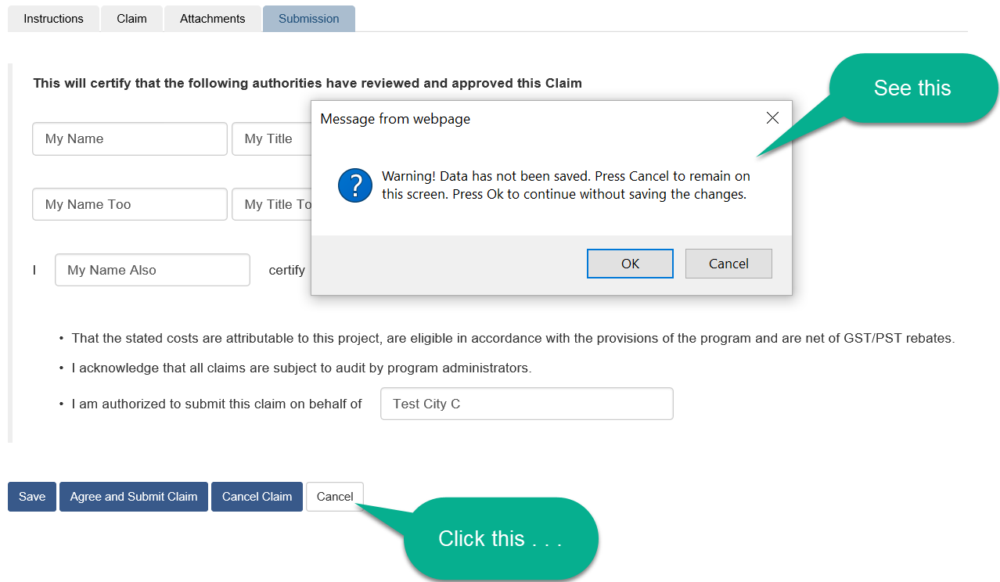 Instructions Claim Attachments Submission
This will certify that the following authorities have reviewed and approved this Claim
See this
Message from webpage
My Name My Title
Warning! Data has not been saved. Press Cancel to remain on
this screen. Press Ok to continue without saving the changes.
My Name Too My Title To
OK Cancel
I My Name Also certify
• That the stated costs are attributable to this project, are eligible in accordance with the provisions of the program and are net of GST/PST rebates.
• I acknowledge that all claims are subject to audit by program administrators.
• I am authorized to submit this claim on behalf of Test City C
Save Agree and Submit Claim Cancel Claim Cancel
Click this . . .